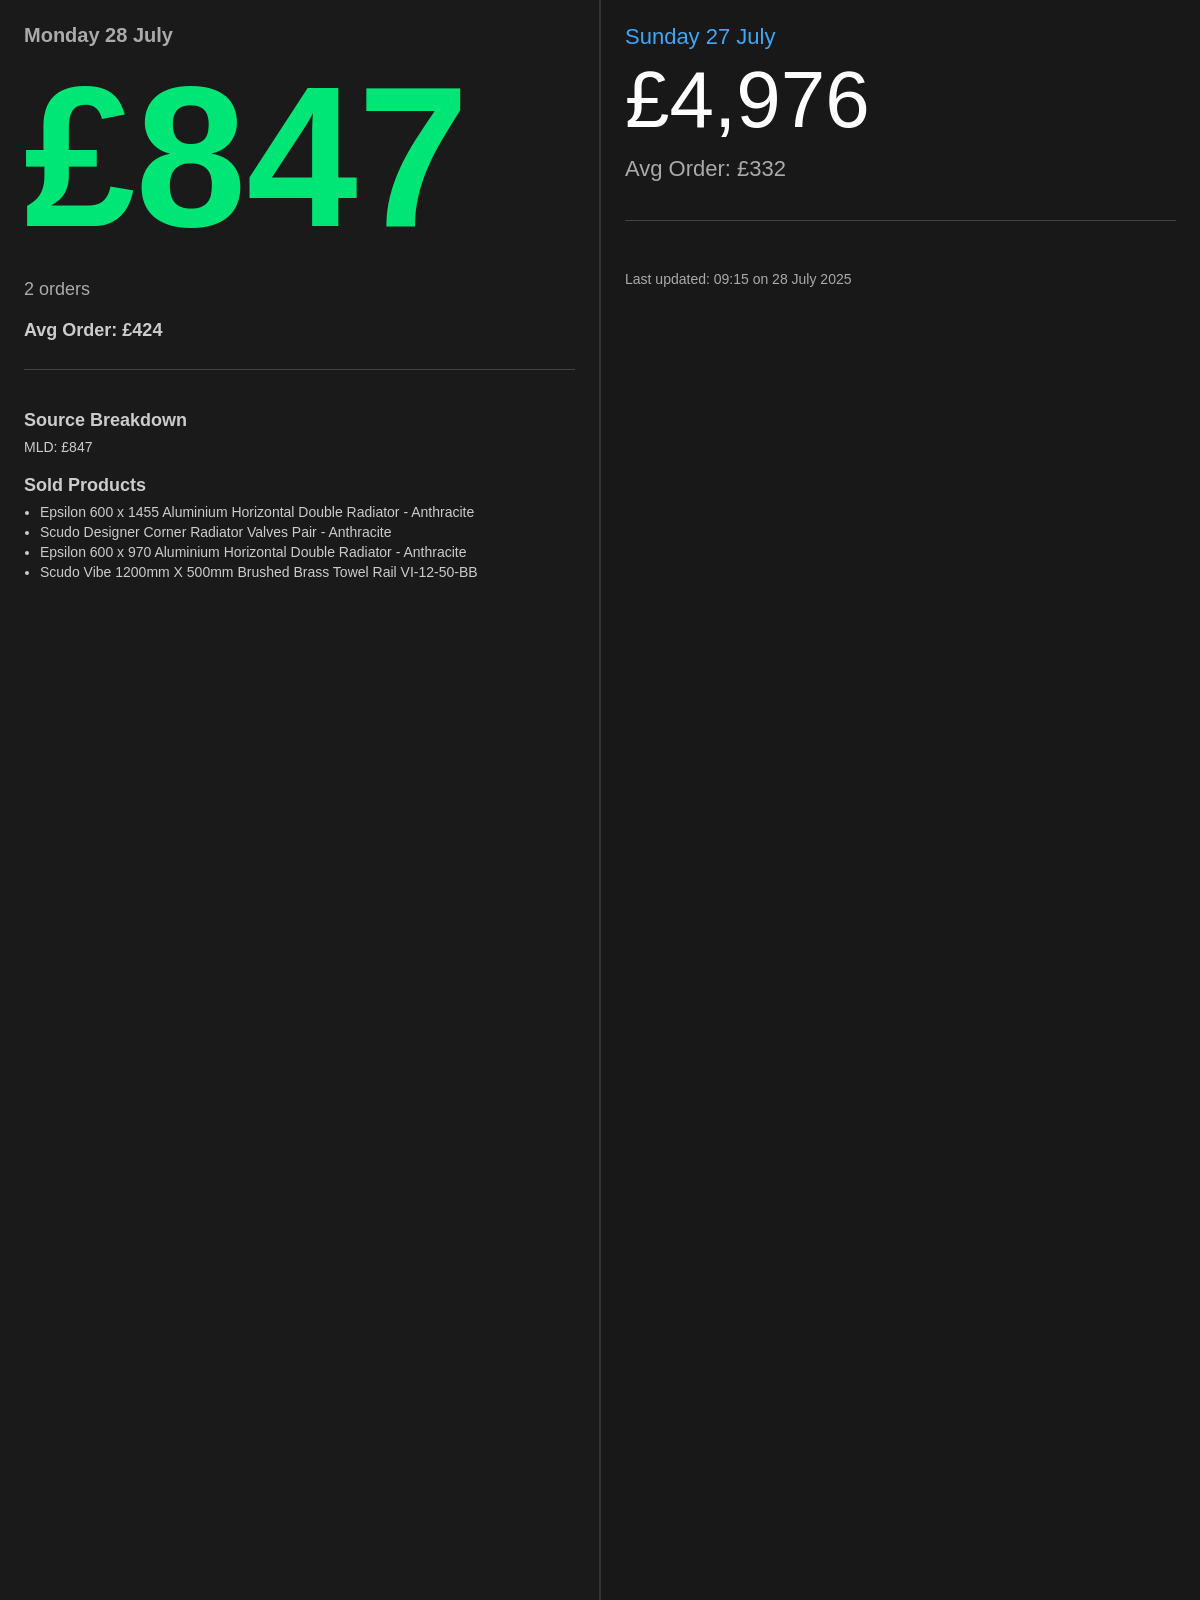 Monday 28 July
£847
2 orders
Avg Order: £424
Source Breakdown
MLD: £847
Sold Products
• Epsilon 600 x 1455 Aluminium Horizontal Double Radiator - Anthracite
• Scudo Designer Corner Radiator Valves Pair - Anthracite
• Epsilon 600 x 970 Aluminium Horizontal Double Radiator - Anthracite
• Scudo Vibe 1200mm X 500mm Brushed Brass Towel Rail VI-12-50-BB
Sunday 27 July
£4,976
Avg Order: £332
Last updated: 09:15 on 28 July 2025